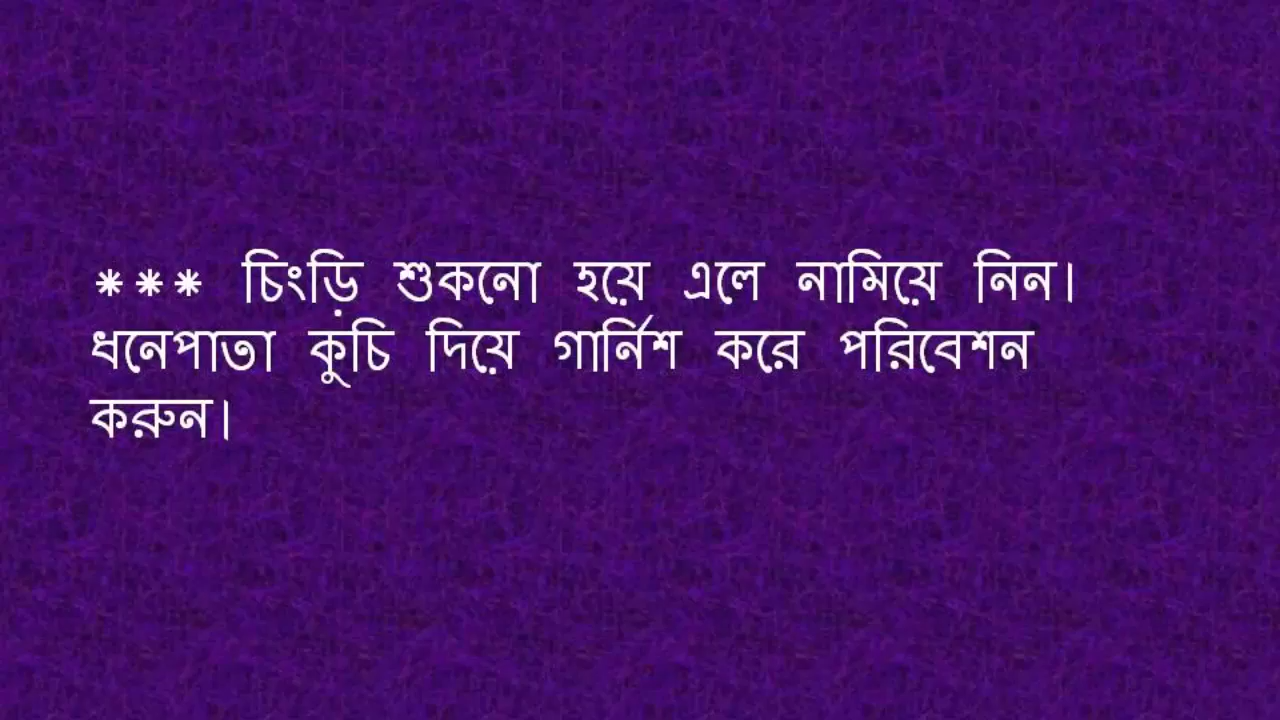 *** চিংড়ি শুকনো হয়ে এলে নামিয়ে নিন।
ধনেপাতা কুচি দিয়ে গার্নিশ করে পরিবেশন
করুন।